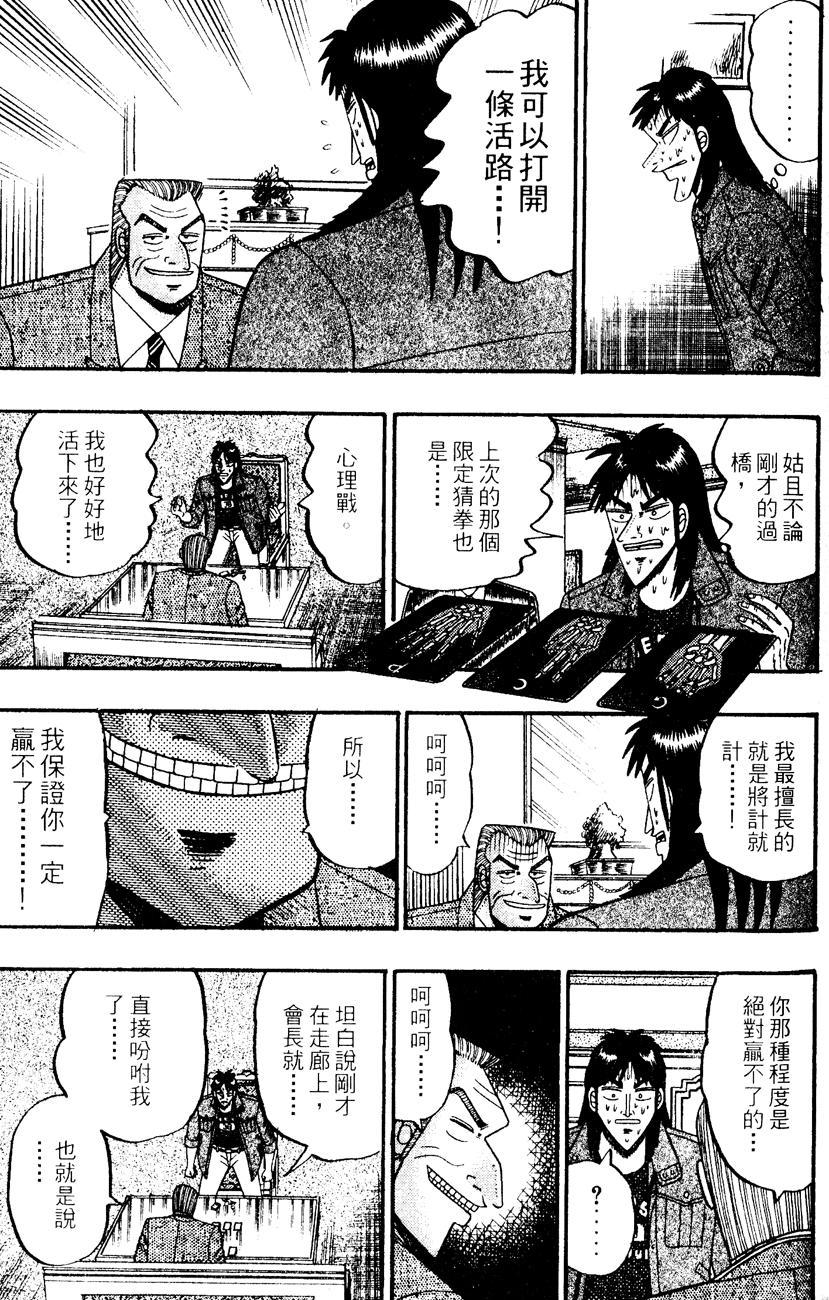 …………
我可以打開
一條活路…！
姑且不論
剛才的過
橋，
上次的那個
限定猜拳也
是……
心理戰。
我也好好地
活下來了……
我最擅長的
就是將計就
計……！
呵呵呵……
所以……
我保證你一定
贏不了………！
你那種程度是
絕對贏不了的…
？……
呵呵呵……
坦白說剛才
在走廊上，
會長就……
直接吩咐我
了……
也就是說
……